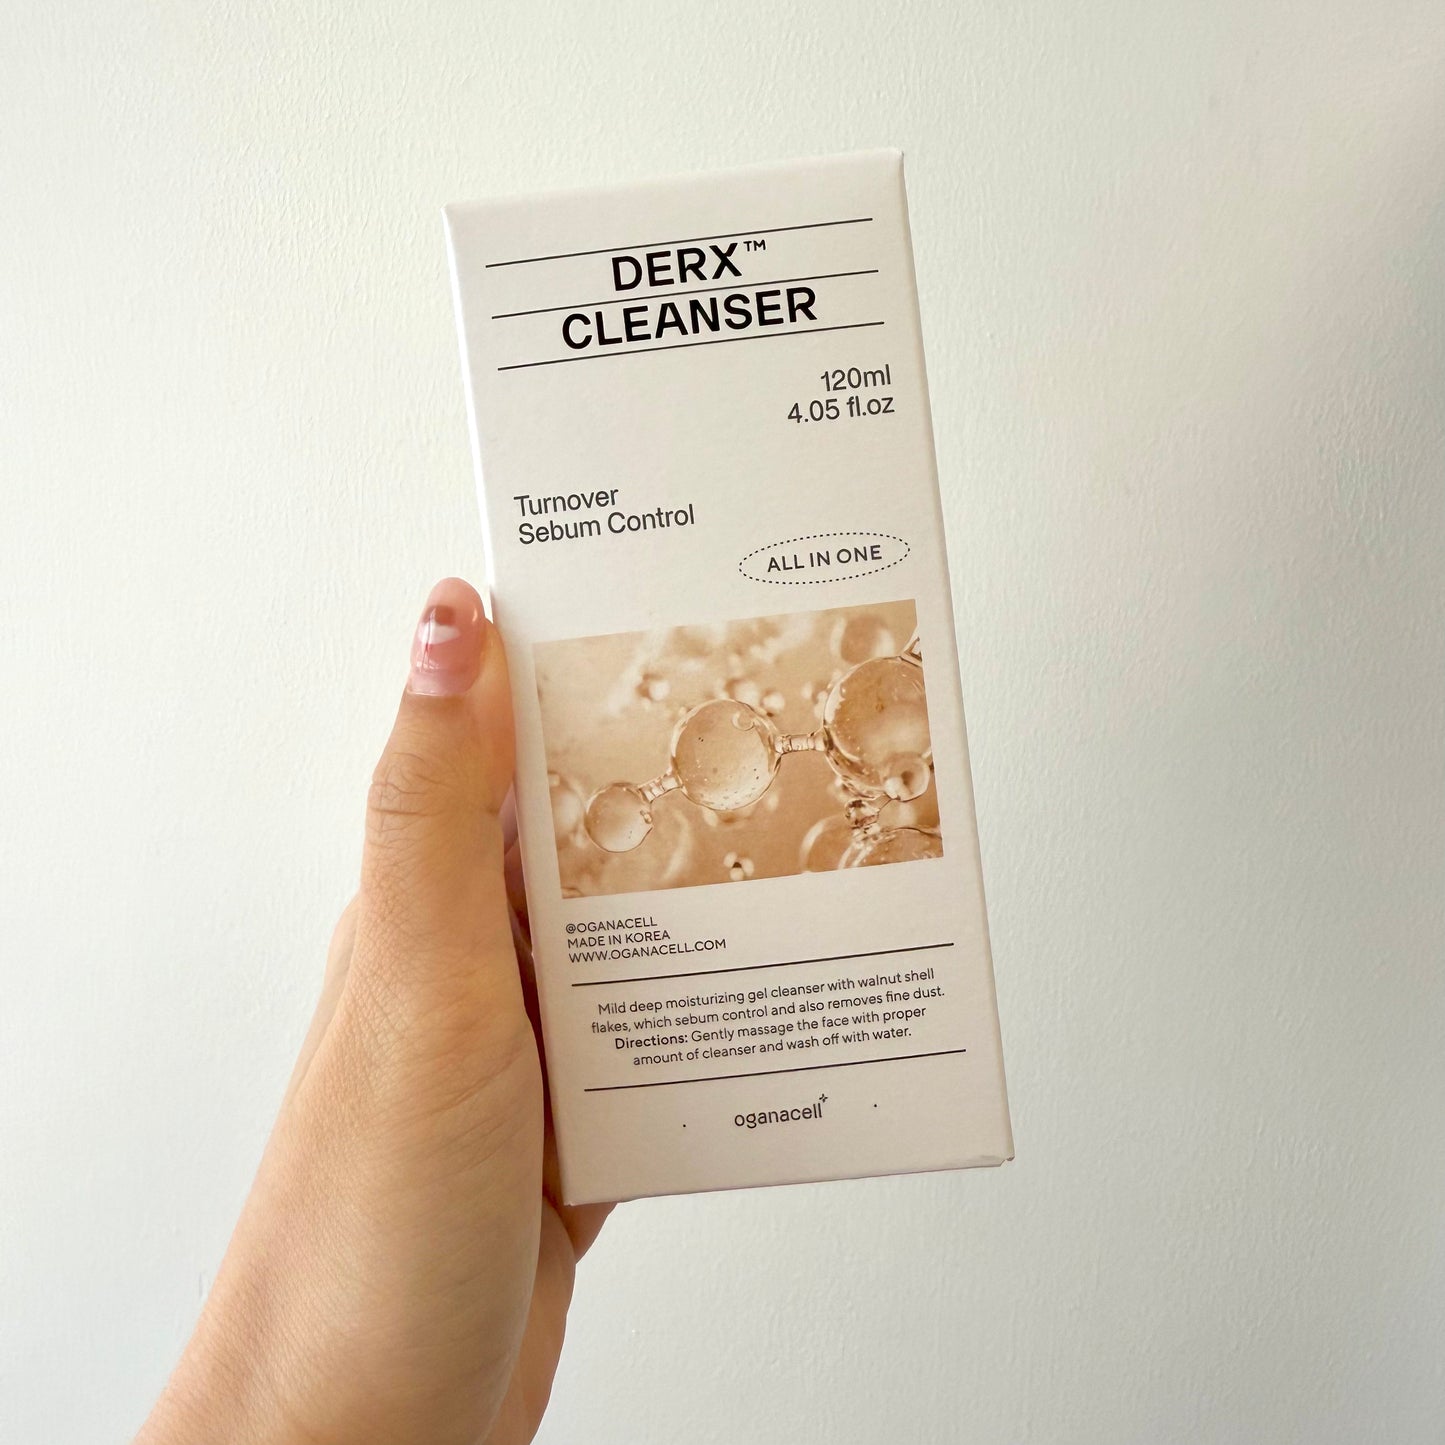 DERX™
CLEANSER
120ml
4.05 fl.oz
Turnover
Sebum Control
ALL IN ONE
@OGANACELL
MADE IN KOREA
WWW.OGANACELL.COM
Mild deep moisturizing gel cleanser with walnut shell
flakes, which sebum control and also removes fine dust.
Directions: Gently massage the face with proper
amount of cleanser and wash off with water.
oganacell